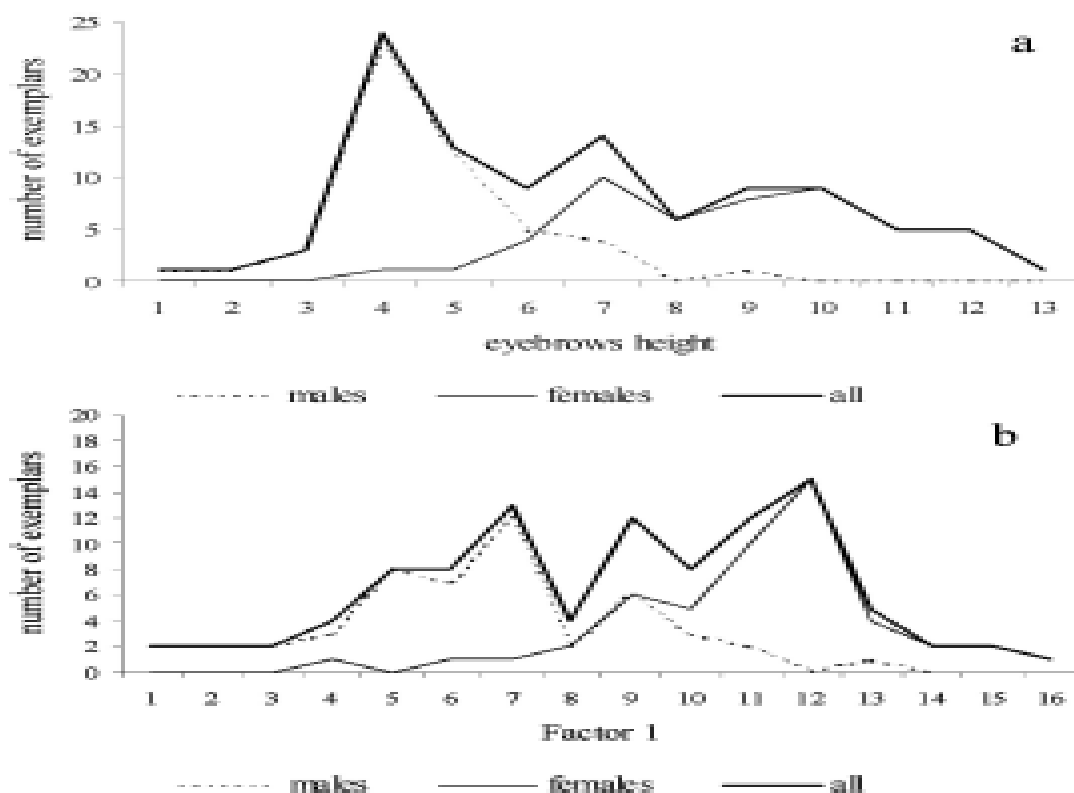 a
number of exemplars
25
20
15
10
5
0
1 2 3 4 5 6 7 8 9 10 11 12 13
eyebrows height
males females all
b
number of exemplars
20
18
16
14
12
10
8
6
4
2
0
1 2 3 4 5 6 7 8 9 10 11 12 13 14 15 16
Factor 1
males females all